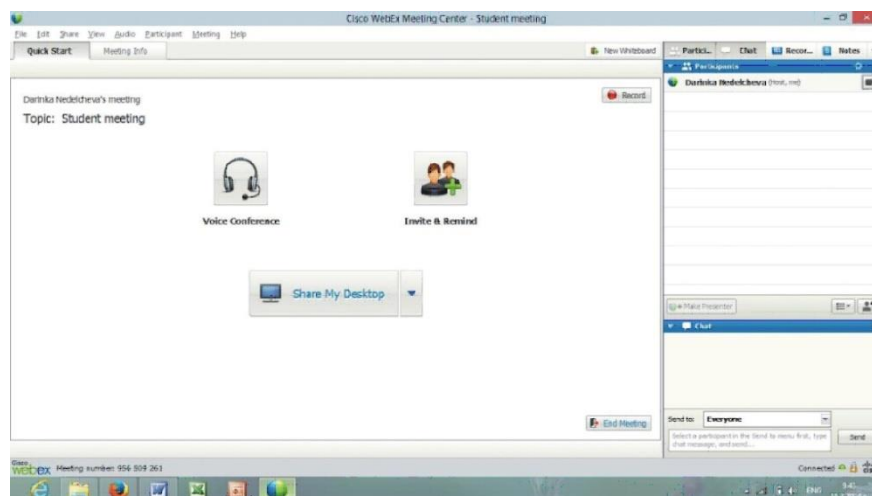 Cisco WebEx Meeting Center - Student meeting
File Edit Share View Audio Participant Meeting Help
Quick Start Meeting Info New Whiteboard
Partici... Chat Recor... Notes
Participants
Darinka Nedelcheva (Host, me)
Darinka Nedelcheva's meeting
Record
Topic: Student meeting
Voice Conference Invite & Remind
Share My Desktop
Make Presenter
Chat
End Meeting
Send to: Everyone
Select a participant in the Send to menu first, type
chat message, and send...
Send
Cisco
webex Meeting number: 956 509 261
Connected
ENG